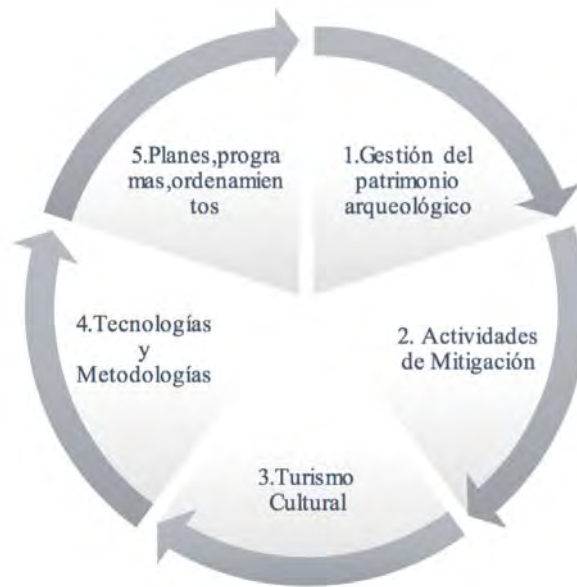 1.Gestión del
patrimonio
arqueológico
2. Actividades
de Mitigación
3.Turismo
Cultural
4.Tecnologías
y
Metodologías
5.Planes,progra
mas,ordenamien
tos